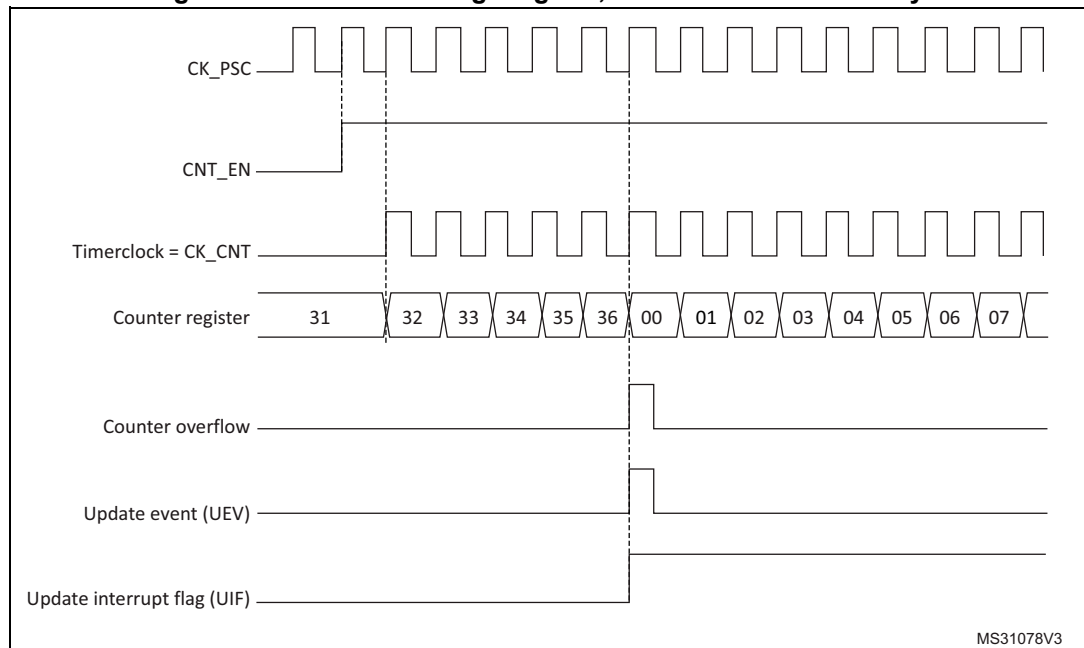 CK_PSC
CNT_EN
Timerclock = CK_CNT
Counter register 31 32 33 34 35 36 00 01 02 03 04 05 06 07
Counter overflow
Update event (UEV)
Update interrupt flag (UIF)
MS31078V3